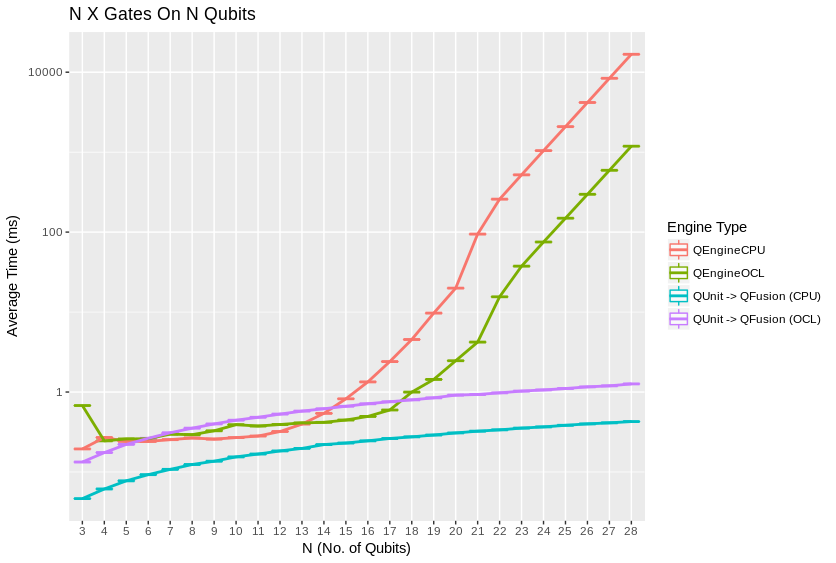 N X Gates On N Qubits
Average Time (ms)
10000
100
1
3 4 5 6 7 8 9 10 11 12 13 14 15 16 17 18 19 20 21 22 23 24 25 26 27 28
N (No. of Qubits)
Engine Type
QEngineCPU
QEngineOCL
QUnit -> QFusion (CPU)
QUnit -> QFusion (OCL)